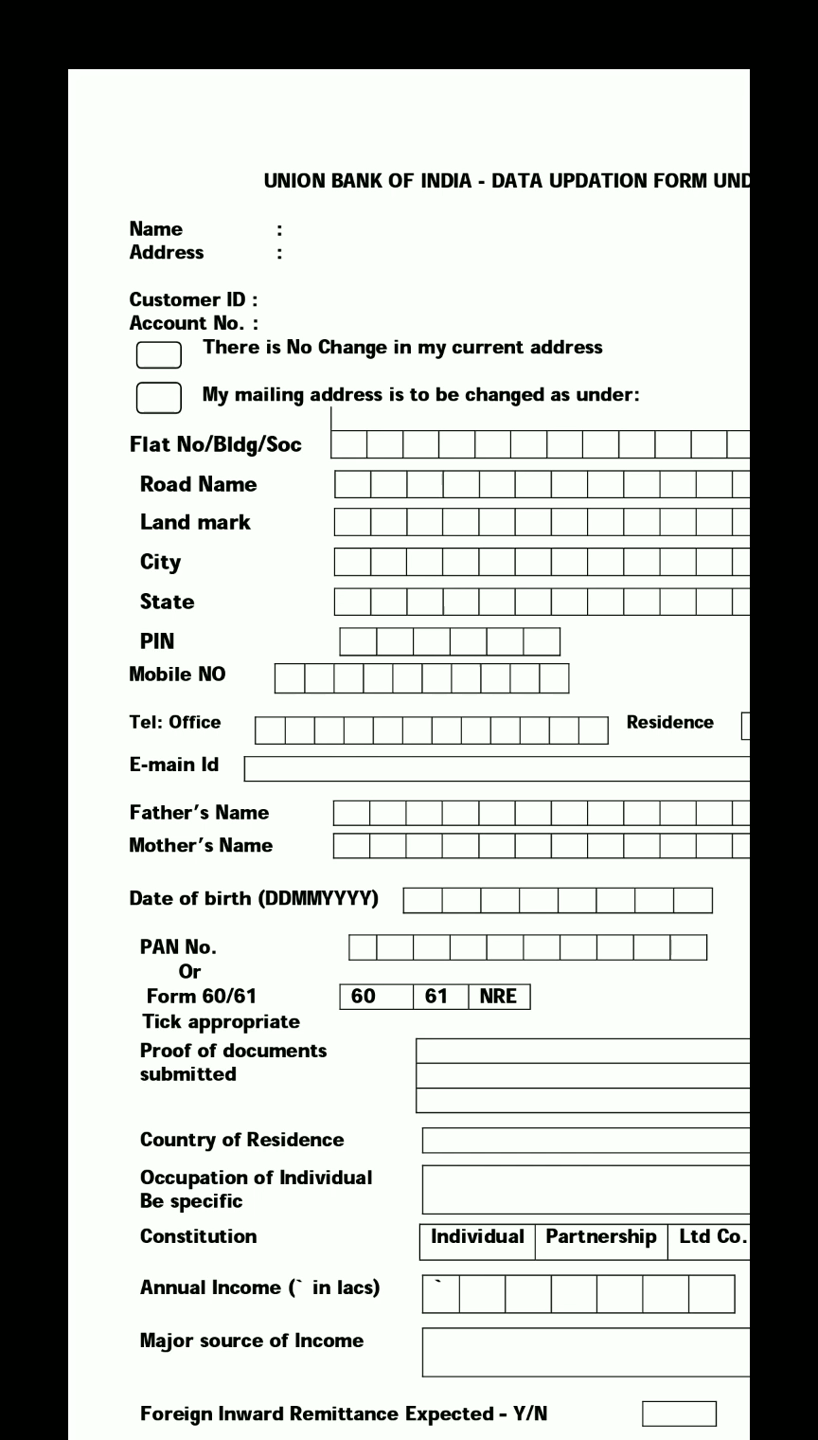 UNION BANK OF INDIA - DATA UPDATION FORM UND
Name :
Address :
Customer ID :
Account No. :
There is No Change in my current address
My mailing address is to be changed as under:
Flat No/Bldg/Soc
Road Name
Land mark
City
State
PIN
Mobile NO
Tel: Office Residence
E-main Id
Father's Name
Mother's Name
Date of birth (DDMMYYYY)
PAN No.
Or
Form 60/61 60 61 NRE
Tick appropriate
Proof of documents
submitted
Country of Residence
Occupation of Individual
Be specific
Constitution Individual Partnership Ltd Co.
Annual Income (` in lacs) `
Major source of Income
Foreign Inward Remittance Expected - Y/N